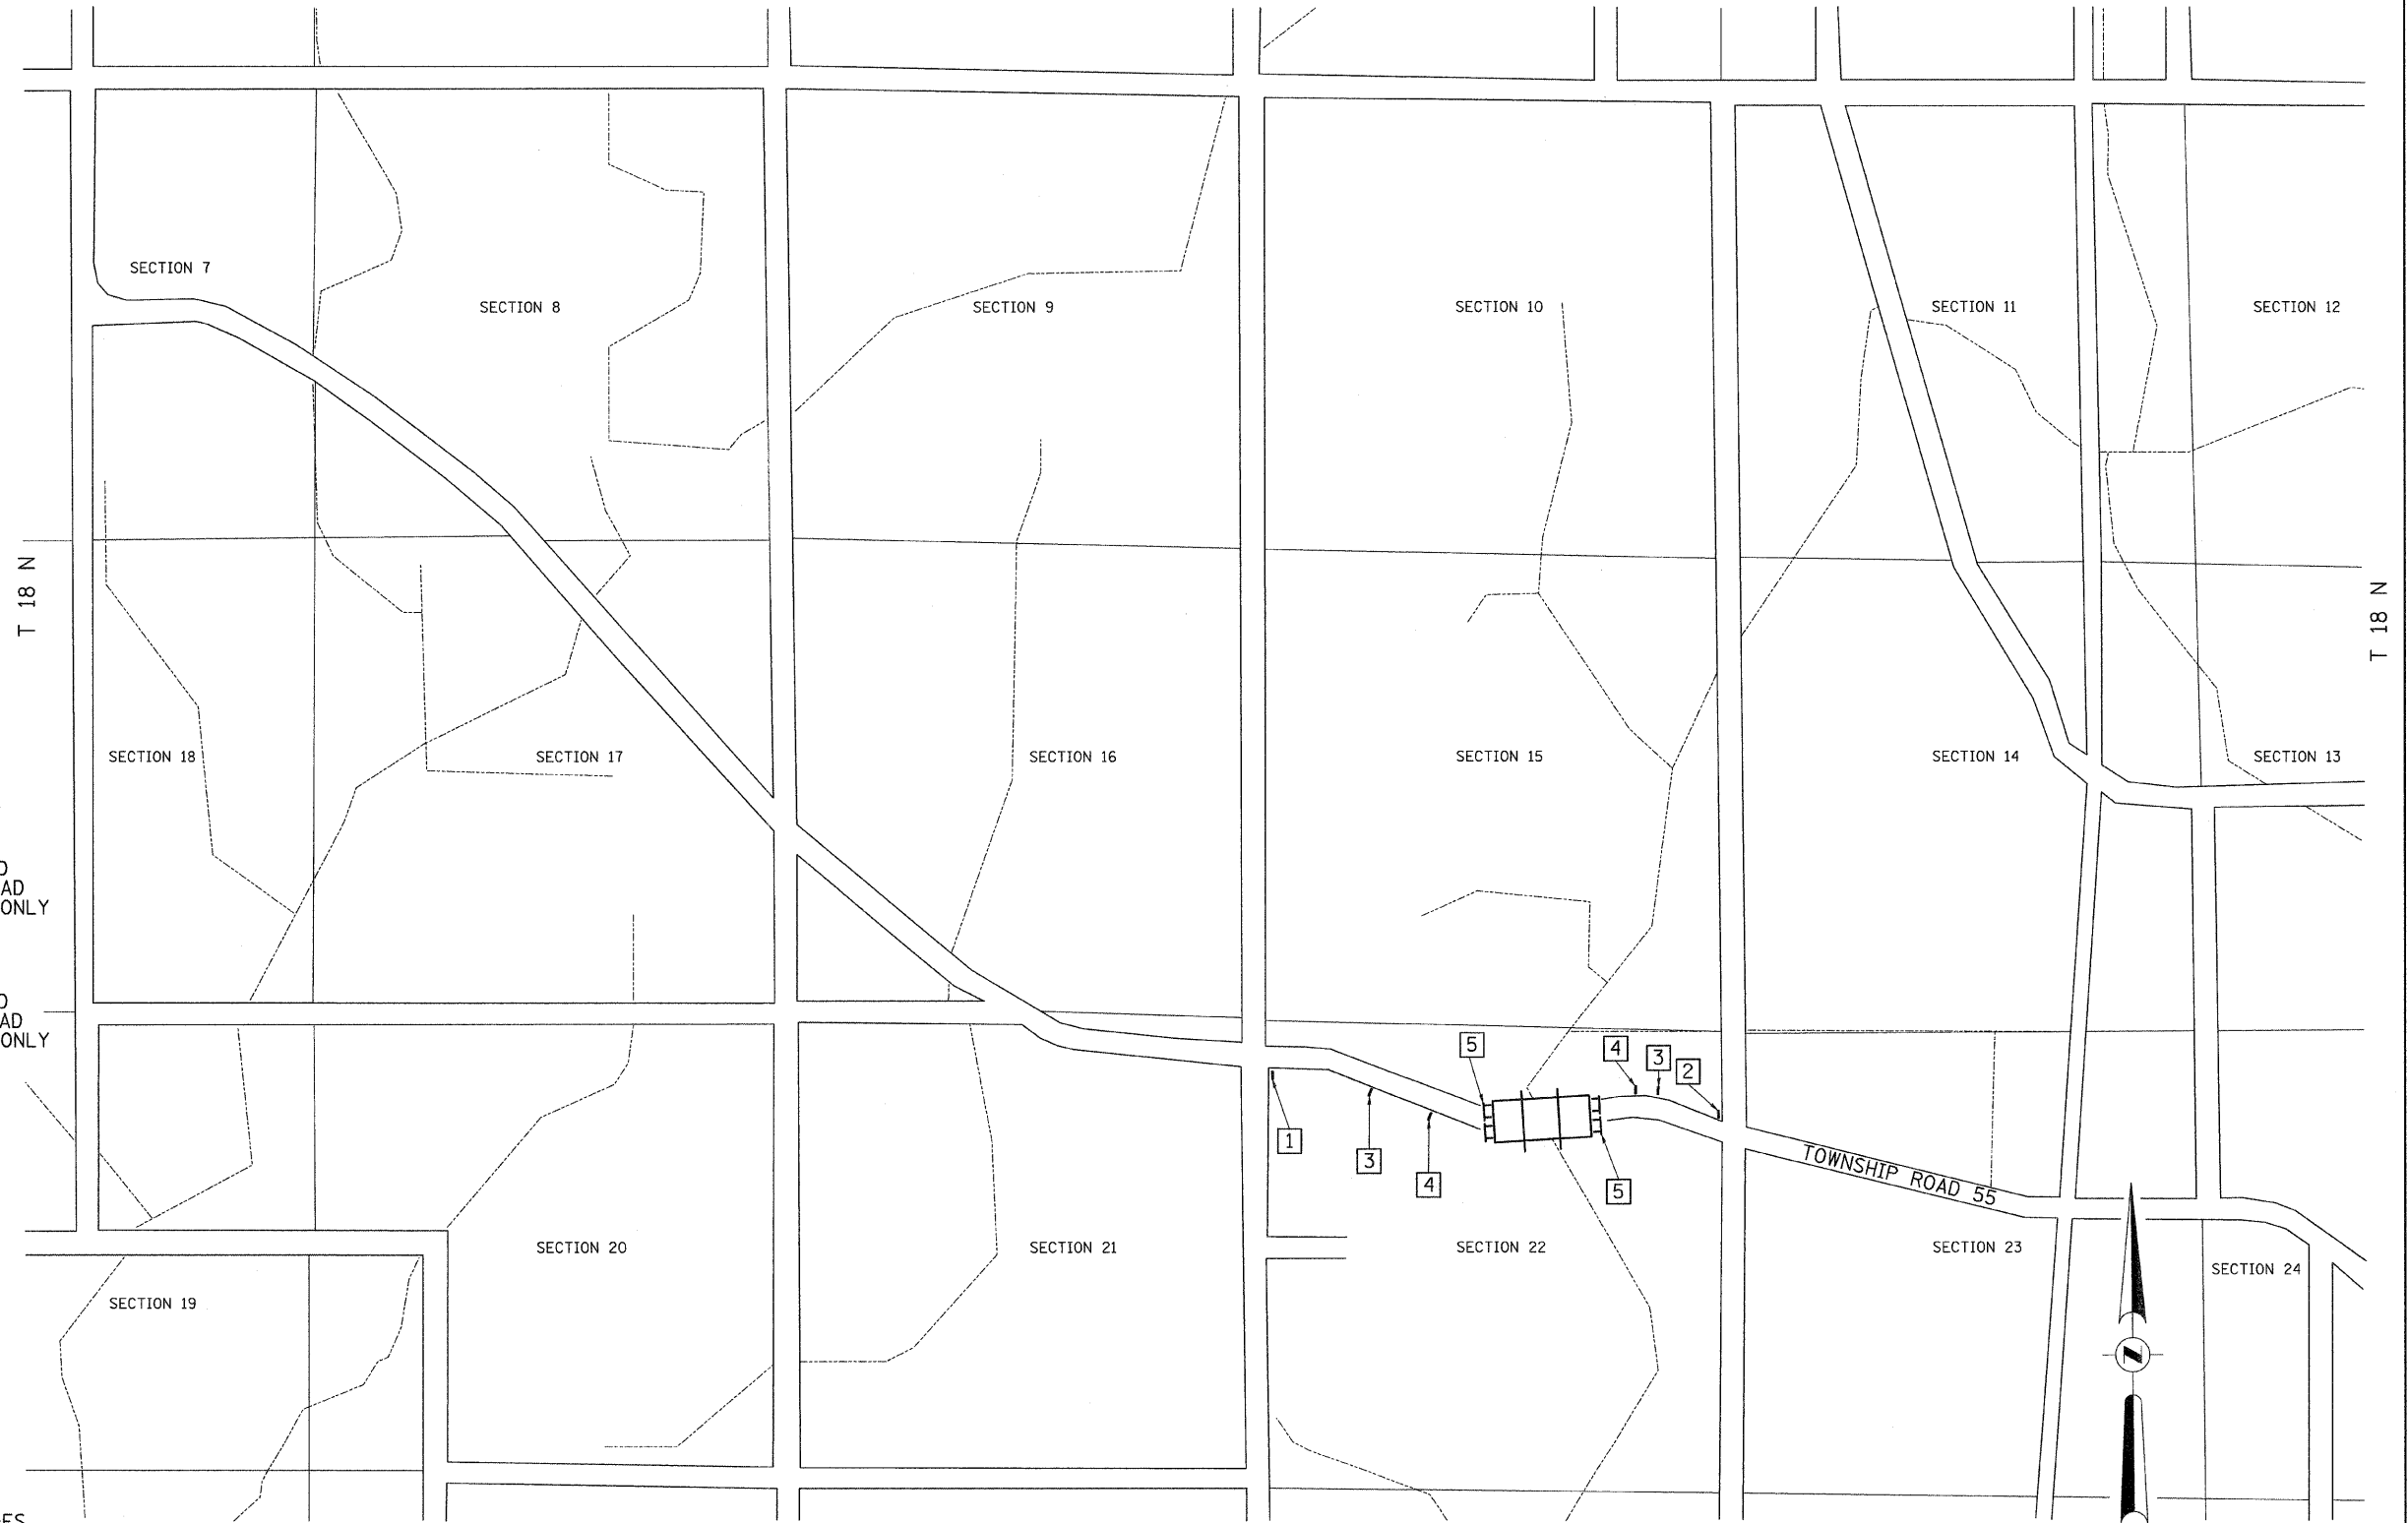 SECTION 7
SECTION 8
SECTION 9
SECTION 10
SECTION 11
SECTION 12
T 18 N
T 18 N
SECTION 18
SECTION 17
SECTION 16
SECTION 15
SECTION 14
SECTION 13
D
AD
ONLY
D
AD
ONLY
5
4
3
2
1
3
4
5
TOWNSHIP ROAD 55
SECTION 20
SECTION 21
SECTION 22
SECTION 23
SECTION 24
SECTION 19
Z
ES